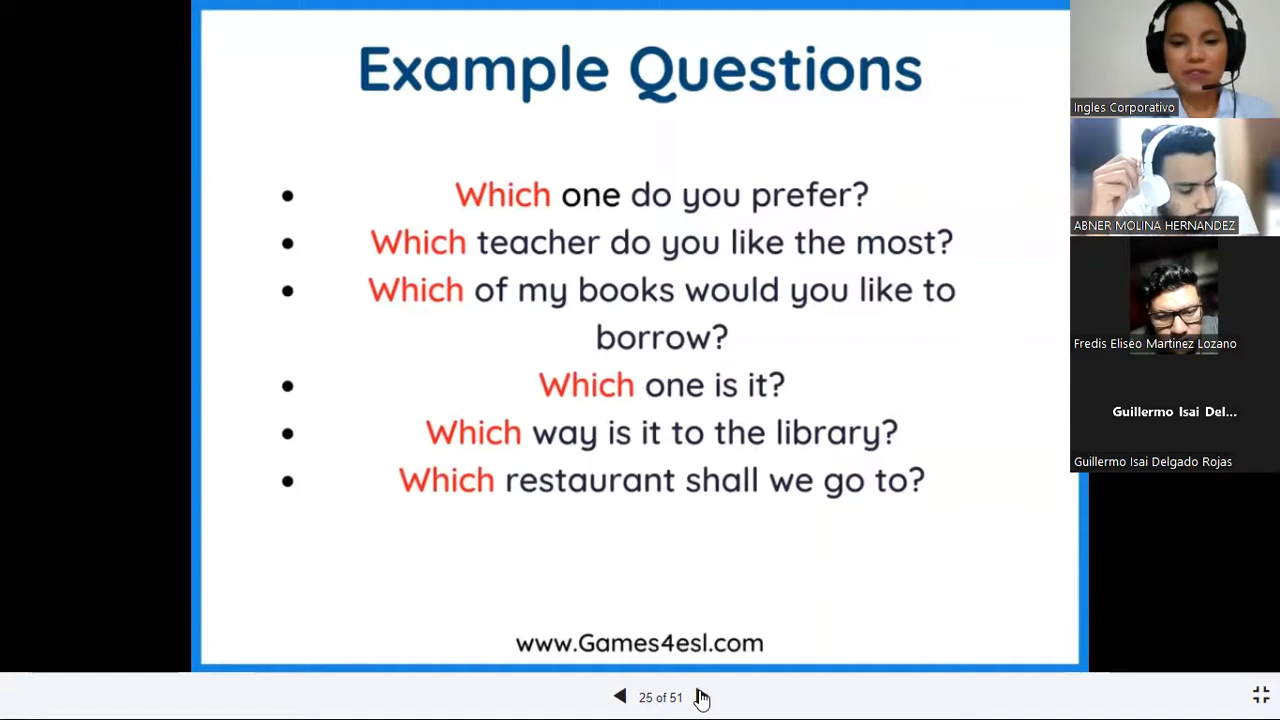 Example Questions
Which one do you prefer?
Which teacher do you like the most?
Which of my books would you like to
borrow?
Which one is it?
Which way is it to the library?
Which restaurant shall we go to?
www.Games4esl.com
25 of 51
Ingles Corporativo
ABNER MOLINA HERNANDEZ
Fredis Eliseo Martinez Lozano
Guillermo Isai Del...
Guillermo Isai Delgado Rojas